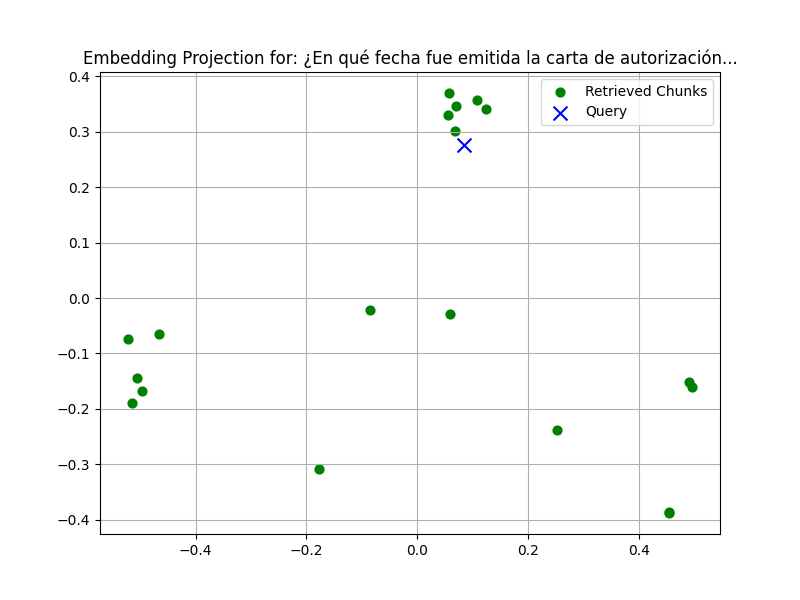 Embedding Projection for: ¿En qué fecha fue emitida la carta de autorización...
Retrieved Chunks
Query
0.4
0.3
0.2
0.1
0.0
−0.1
−0.2
−0.3
−0.4
−0.4 −0.2 0.0 0.2 0.4